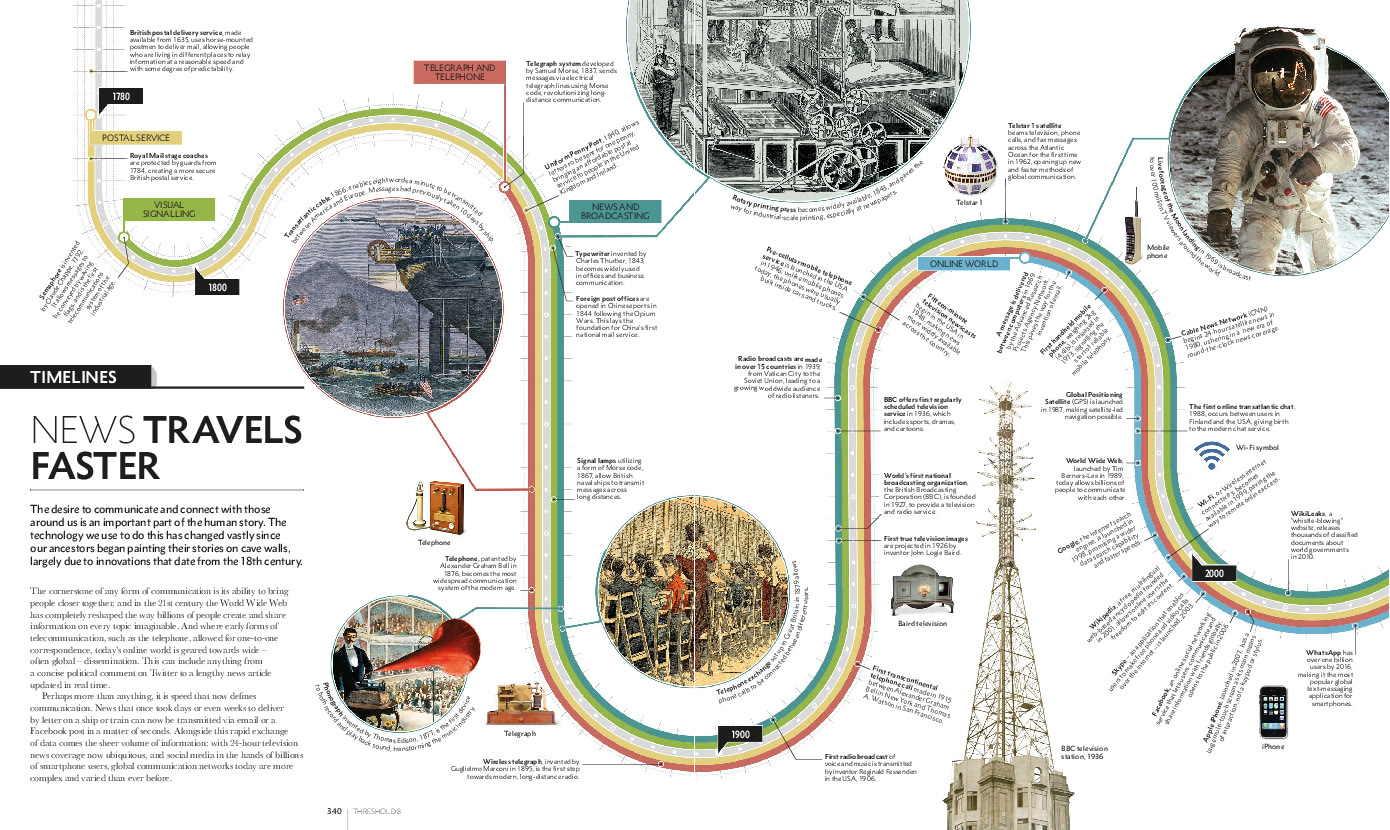 British postal delivery service, made
available from 1635, uses horse-mounted
postmen to deliver mail, allowing people
who are living in different places to relay
information at a reasonable speed and
with some degree of predictability.
1780
POSTAL SERVICE
Royal Mail stage coaches
are protected by guards from
1784, creating a more secure
British postal service.
VISUAL
SIGNALLING
Semaphore is invented
by Claude Chappe, 1792.
It allows messages to
be conveyed by waving
flags, and is the first
telecommunications
system of the
industrial age.
1800
TIMELINES
NEWS TRAVELS
FASTER
The desire to communicate and connect with those
around us is an important part of the human story. The
technology we use to do this has changed vastly since
our ancestors began painting their stories on cave walls,
largely due to innovations that date from the 18th century.
The cornerstone of any form of communication is its ability to bring
people closer together, and in the 21st century the World Wide Web
has completely reshaped the way billions of people create and share
information on every topic imaginable. And where early forms of
telecommunication, such as the telephone, allowed for one-to-one
correspondence, today's online world is geared towards wide –
often global – dissemination. This can include anything from
a concise political comment on Twitter to a lengthy news article
updated in real time.
Perhaps more than anything, it is speed that now defines
communication. News that once took days or even weeks to deliver
by letter on a ship or train can now be transmitted via email or a
Facebook post in a matter of seconds. Alongside this rapid exchange
of data comes the sheer volume of information: with 24-hour television
news coverage now ubiquitous, and social media in the hands of billions
of smartphone users, global communication networks today are more
complex and varied than ever before.
TELEGRAPH AND
TELEPHONE
Telegraph system developed
by Samuel Morse, 1837, sends
messages via electrical
telegraph lines using Morse
code, revolutionizing long-
distance communication.
Uniform Penny Post, 1840, allows
letters to be sent for one penny,
bringing an affordable postal
service to people in the United
Kingdom and Ireland.
NEWS AND
BROADCASTING
Transatlantic cable, 1866, enables eight words a minute to be transmitted
between America and Europe. Messages had previously taken 10 days by ship.
Typewriter invented by
Charles Thurber, 1843,
becomes widely used
in offices and business
communication.
Foreign post offices are
opened in Chinese ports in
1844 following the Opium
Wars. This lays the
foundation for China's first
national mail service.
Rotary printing press becomes widely available, 1849, and paves the
way for industrial-scale printing, especially at newspapers.
Signal lamps utilizing
a form of Morse code,
1867, allow British
naval ships to transmit
messages across
long distances.
Telephone
Telephone, patented by
Alexander Graham Bell in
1876, becomes the most
widespread communication
system of the modern age.
Phonograph invented by Thomas Edison, 1877, is the first device
to both record and play back sound, transforming the music industry.
Telegraph
Telephone exchange set up in Great Britain in 1879 allows
phone calls to be connected between different users.
Wireless telegraph, invented by
Guglielmo Marconi in 1895, is the first step
towards modern, long-distance radio.
1900
First radio broadcast of
voice and music is transmitted
by inventor Reginald Fessenden
in the USA, 1906.
First transcontinental
telephone call made in 1915
between Alexander Graham
Bell in New York and Thomas
A. Watson in San Francisco.
Baird television
First true television images
are projected in 1926 by
inventor John Logie Baird.
World's first national
broadcasting organization,
the British Broadcasting
Corporation (BBC), is founded
in 1927, to provide a television
and radio service.
BBC offers first regularly
scheduled television
service in 1936, which
includes sports, dramas,
and cartoons.
Radio broadcasts are made
in over 15 countries in 1939,
from Vatican City to the
Soviet Union, leading to a
growing worldwide audience
of radio listeners.
Pre-cellular mobile telephone
service is launched in the USA
in 1946; unlike mobile phones
today, the phones were usually
built inside cars and trucks.
Fifteen-minute
television newscasts
begin in the USA in
1948, making news
more easily available
across the country.
Telstar 1
Telstar 1 satellite
beams television, phone
calls, and fax messages
across the Atlantic
Ocean for the first time
in 1962, opening up new
and faster methods of
global communication.
ONLINE WORLD
A message is delivered
between computers in 1969
by the Advanced Research
Projects Agency Network.
This paves the way for the
invention of email.
Live footage of the Moon landing in 1969 is broadcast
to over 100 million TV viewers around the world.
Mobile
phone
First handheld mobile
phone, weighing 2kg
(4.4lb), is released in
1973, signalling the
start of reliable
mobile telephony.
Cable News Network (CNN)
begins 24-hour satellite news in
1980, ushering in a new era of
round-the-clock news coverage.
Global Positioning
Satellite (GPS) is launched
in 1987, making satellite-led
navigation possible.
The first online transatlantic chat,
1988, occurs between users in
Finland and the USA, giving birth
to the modern chat service.
World Wide Web,
launched by Tim
Berners-Lee in 1989,
today allows billions of
people to communicate
with each other.
Wi-Fi symbol
Wi-Fi, or Wireless Internet
connectivity, becomes
available in 1999, paving the
way to remote online access.
Google, the internet search
engine, is launched in
1998, promising a wider
data search capability
and faster speeds.
2000
Wikipedia, a free, multilingual
web-based encyclopedia founded
in 2001, allows online users the
freedom to edit its content.
Skype – an application that enables
users to make free phone and video calls
over the internet – is launched, 2003.
Facebook, an online social networking
service that lets users communicate and
share information with friends globally,
opens to the public in 2006.
Apple iPhone, launched in 2007, has a
large multi-touch screen as its main means
of interaction, not a keypad or stylus.
WikiLeaks, a
"whistle-blowing"
website, releases
thousands of classified
documents about
world governments
in 2010.
WhatsApp has
over one billion
users by 2016,
making it the most
popular global
text-messaging
application for
smartphones.
iPhone
BBC television
station, 1936
340 THRESHOLD 8